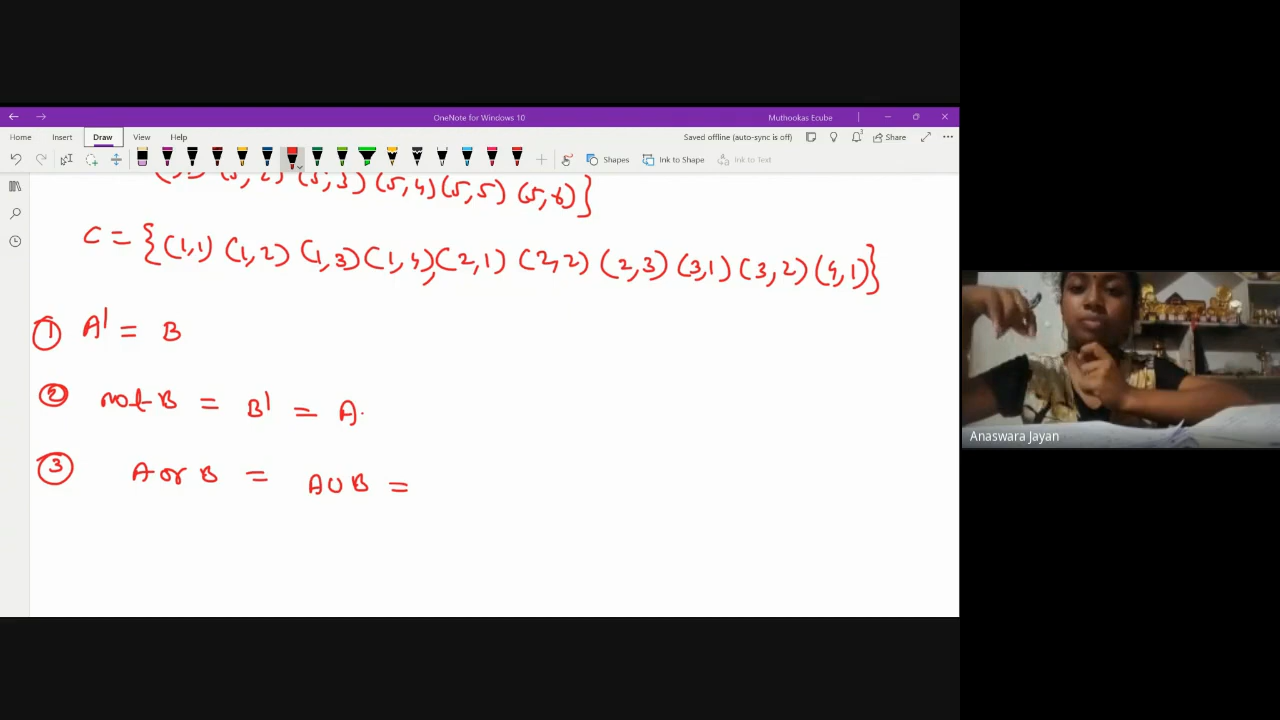 OneNote for Windows 10
Muthookas Ecube
Home Insert Draw View Help
Saved offline (auto-sync is off)
Share
Shapes
Ink to Shape
Ink to Text
(5,3) (5,4) (5,5) (5,6)}
C = {(1,1) (1,2) (1,3) (1,4), (2,1) (2,2) (2,3) (3,1) (3,2) (4,1)}
① A' = B
② not B = B' = A
③ A or B = A∪B =
Anaswara Jayan